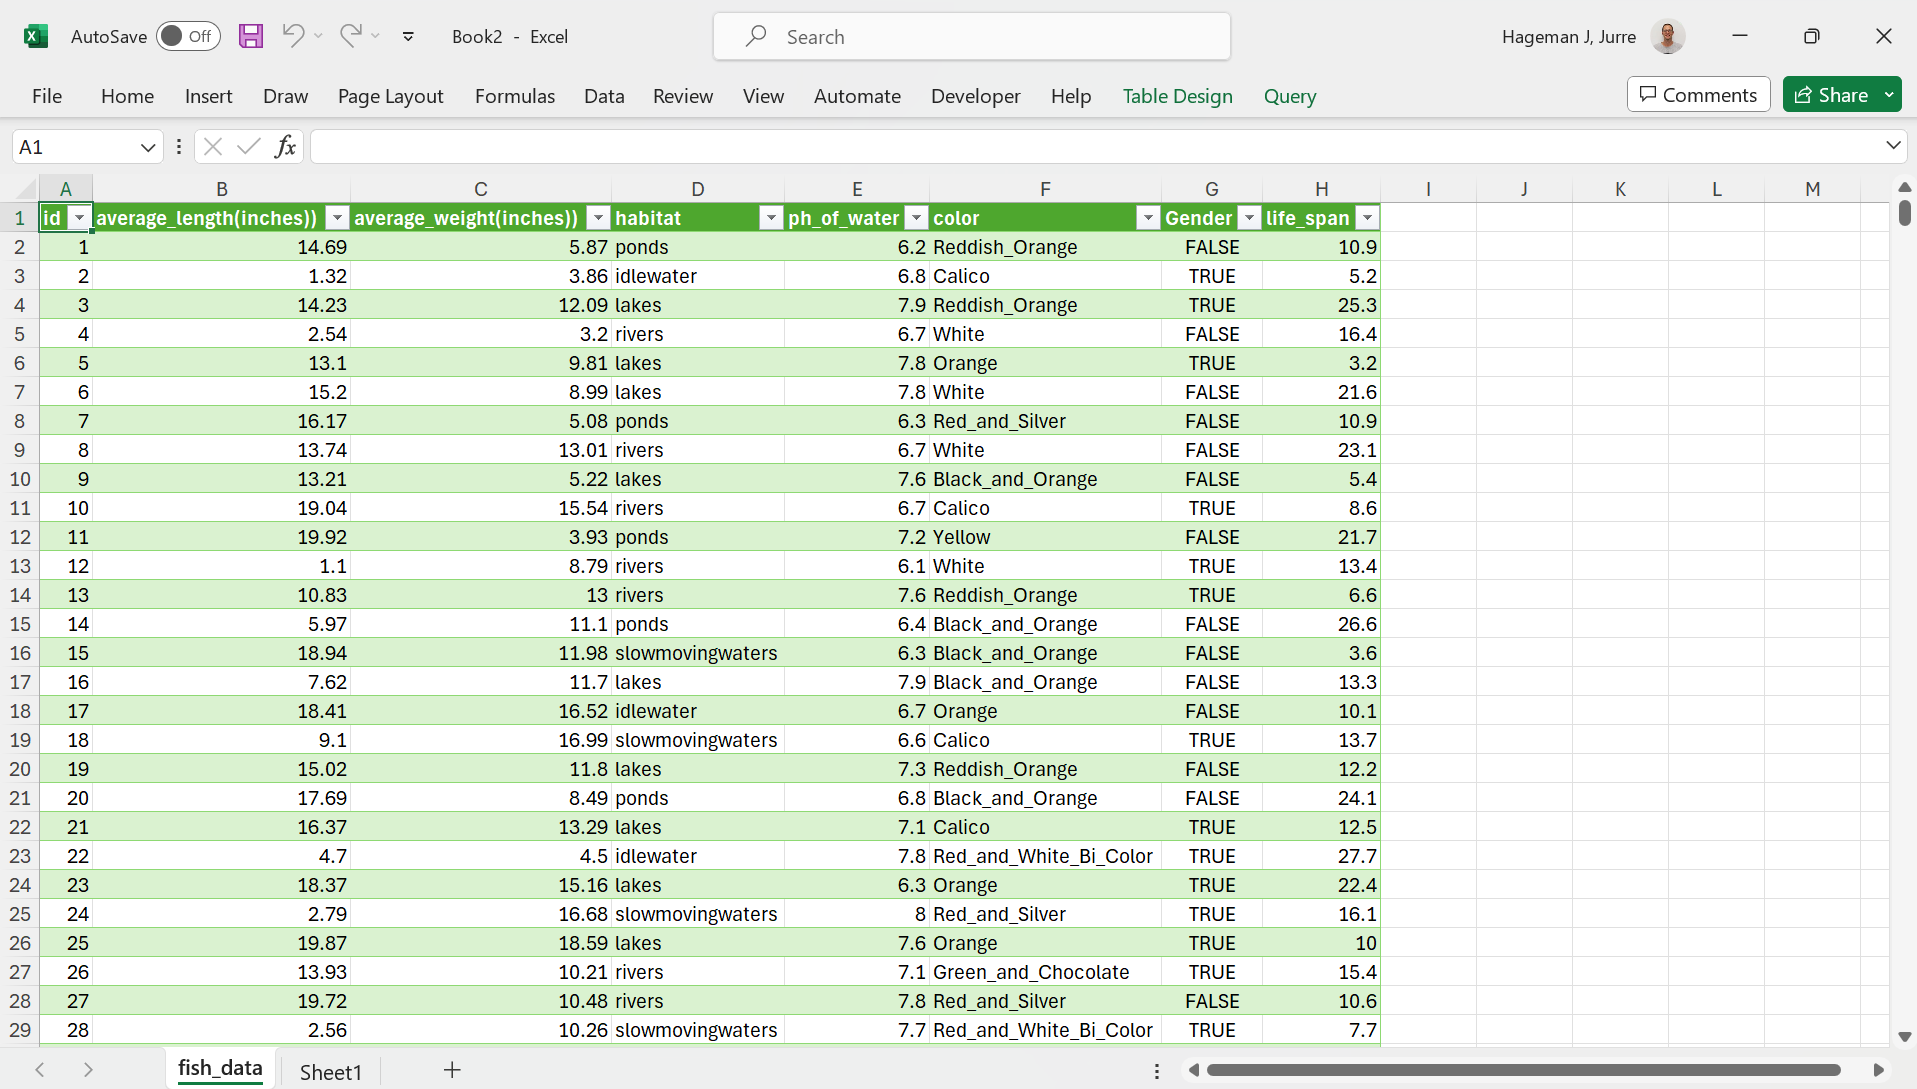 AutoSave Off Book2 - Excel Search Hageman J, Jurre
File Home Insert Draw Page Layout Formulas Data Review View Automate Developer Help Table Design Query Comments Share
A1 fx
A B C D E F G H I J K L M
1 id average_length(inches)) average_weight(inches)) habitat ph_of_water color Gender life_span
2 1 14.69 5.87 ponds 6.2 Reddish_Orange FALSE 10.9
3 2 1.32 3.86 idlewater 6.8 Calico TRUE 5.2
4 3 14.23 12.09 lakes 7.9 Reddish_Orange TRUE 25.3
5 4 2.54 3.2 rivers 6.7 White FALSE 16.4
6 5 13.1 9.81 lakes 7.8 Orange TRUE 3.2
7 6 15.2 8.99 lakes 7.8 White FALSE 21.6
8 7 16.17 5.08 ponds 6.3 Red_and_Silver FALSE 10.9
9 8 13.74 13.01 rivers 6.7 White FALSE 23.1
10 9 13.21 5.22 lakes 7.6 Black_and_Orange FALSE 5.4
11 10 19.04 15.54 rivers 6.7 Calico TRUE 8.6
12 11 19.92 3.93 ponds 7.2 Yellow FALSE 21.7
13 12 1.1 8.79 rivers 6.1 White TRUE 13.4
14 13 10.83 13 rivers 7.6 Reddish_Orange TRUE 6.6
15 14 5.97 11.1 ponds 6.4 Black_and_Orange FALSE 26.6
16 15 18.94 11.98 slowmovingwaters 6.3 Black_and_Orange FALSE 3.6
17 16 7.62 11.7 lakes 7.9 Black_and_Orange FALSE 13.3
18 17 18.41 16.52 idlewater 6.7 Orange FALSE 10.1
19 18 9.1 16.99 slowmovingwaters 6.6 Calico TRUE 13.7
20 19 15.02 11.8 lakes 7.3 Reddish_Orange FALSE 12.2
21 20 17.69 8.49 ponds 6.8 Black_and_Orange FALSE 24.1
22 21 16.37 13.29 lakes 7.1 Calico TRUE 12.5
23 22 4.7 4.5 idlewater 7.8 Red_and_White_Bi_Color TRUE 27.7
24 23 18.37 15.16 lakes 6.3 Orange TRUE 22.4
25 24 2.79 16.68 slowmovingwaters 8 Red_and_Silver TRUE 16.1
26 25 19.87 18.59 lakes 7.6 Orange TRUE 10
27 26 13.93 10.21 rivers 7.1 Green_and_Chocolate TRUE 15.4
28 27 19.72 10.48 rivers 7.8 Red_and_Silver FALSE 10.6
29 28 2.56 10.26 slowmovingwaters 7.7 Red_and_White_Bi_Color TRUE 7.7
fish_data Sheet1